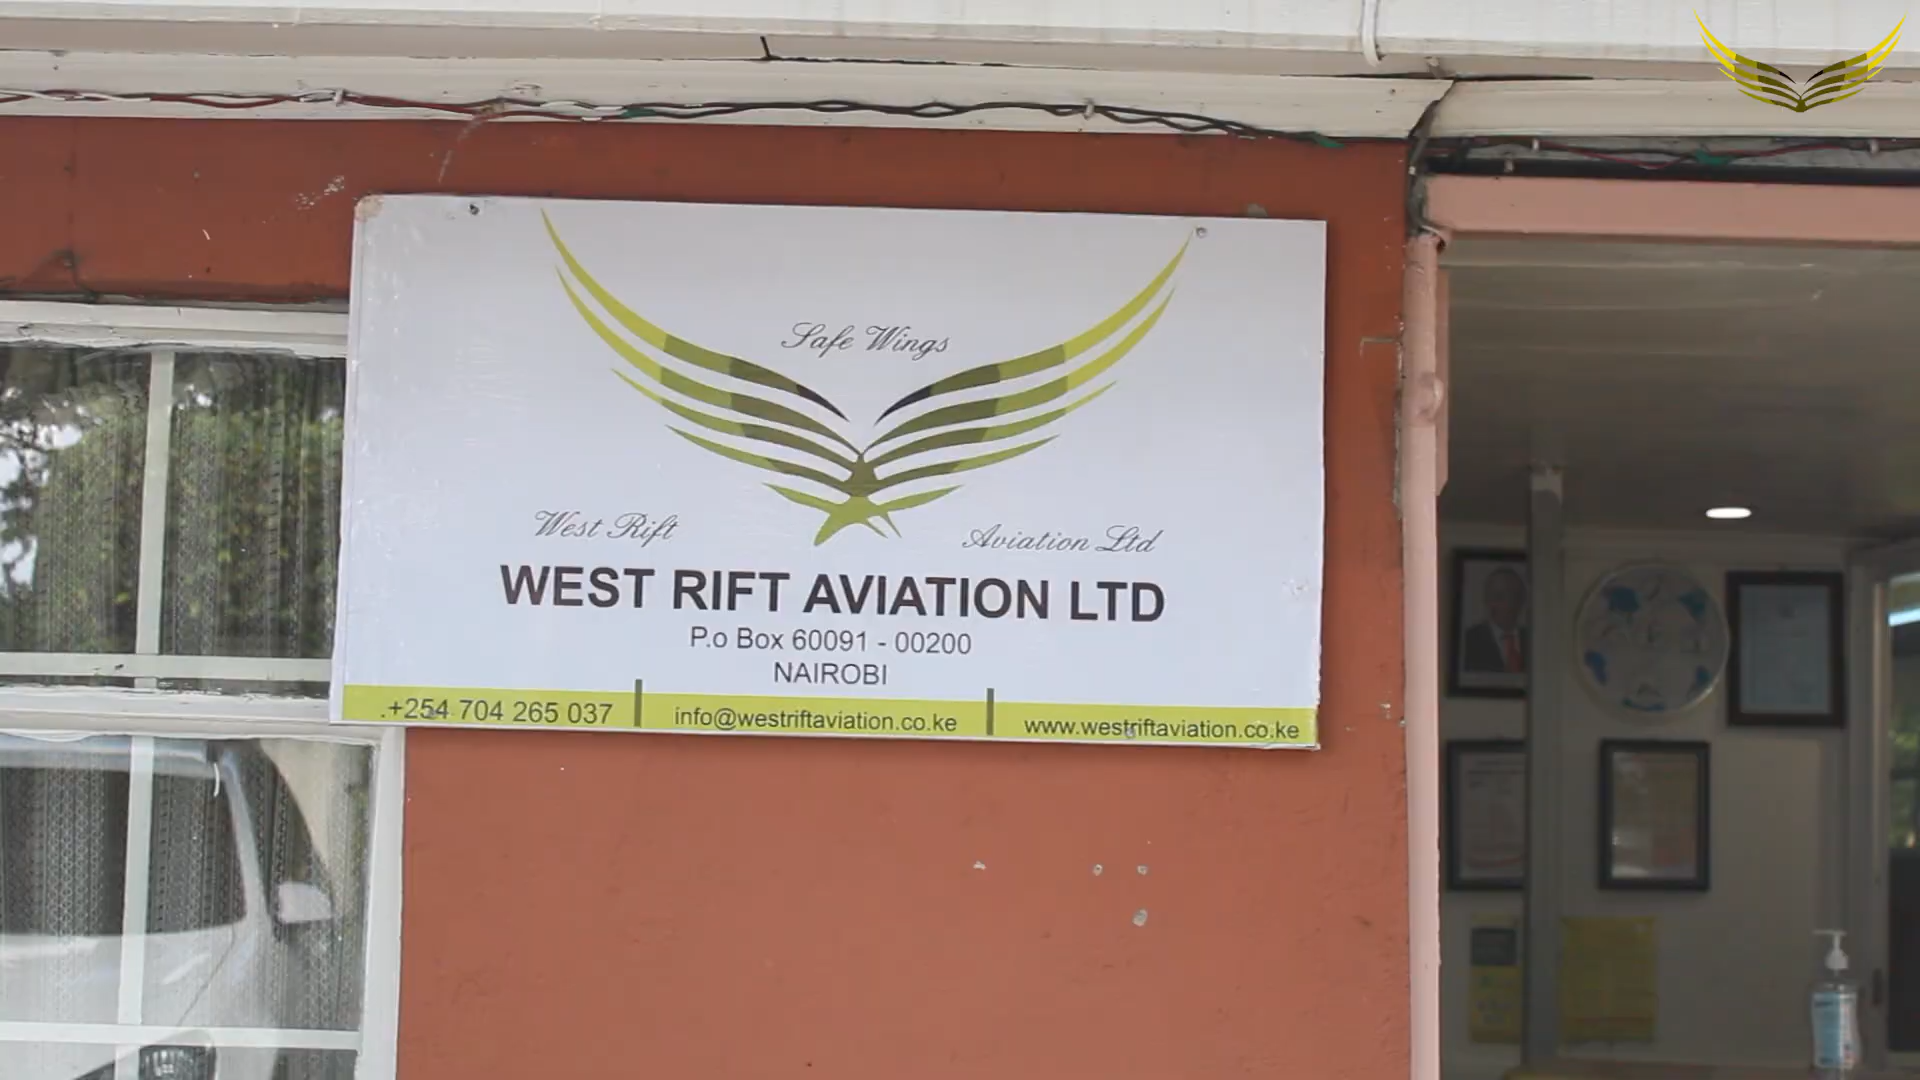 Safe Wings
West Rift
Aviation Ltd
WEST RIFT AVIATION LTD
P.o Box 60091 - 00200
NAIROBI
.+254 704 265 037
info@westriftaviation.co.ke
www.westriftaviation.co.ke